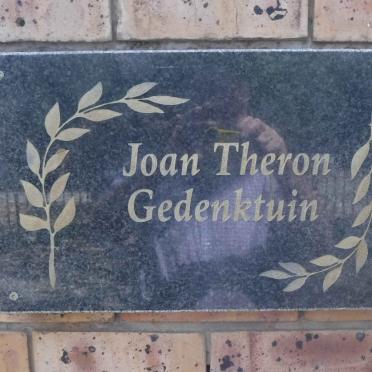 Joan Theron
Gedenktuin